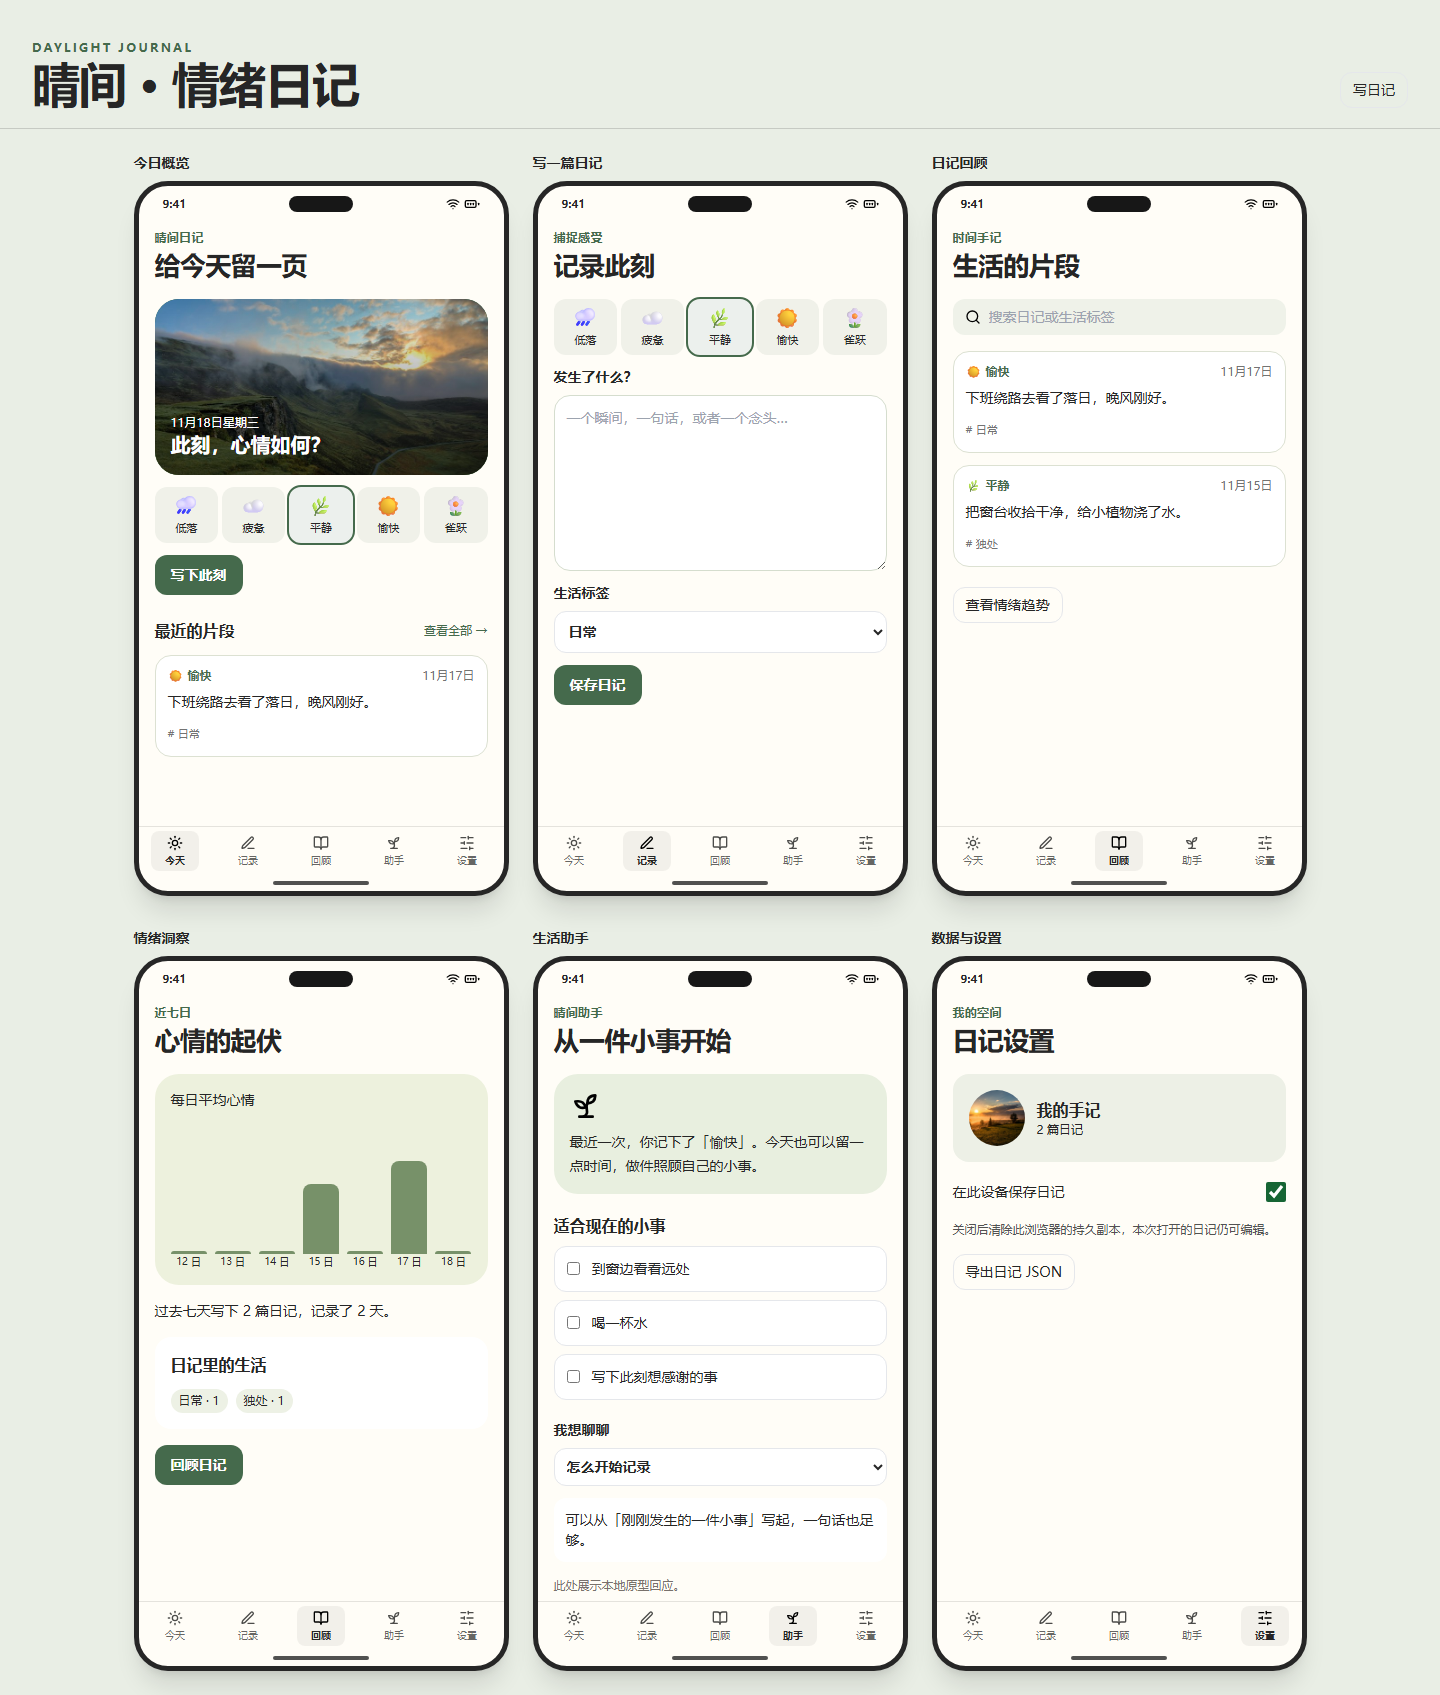 DAYLIGHT JOURNAL
晴间・情绪日记
写日记
今日概览
9:41
晴间日记
给今天留一页
11月18日星期三
此刻，心情如何？
低落
疲惫
平静
愉快
雀跃
写下此刻
最近的片段
查看全部 →
愉快
11月17日
下班绕路去看了落日，晚风刚好。
# 日常
今天
记录
回顾
助手
设置
写一篇日记
9:41
捕捉感受
记录此刻
低落
疲惫
平静
愉快
雀跃
发生了什么？
一个瞬间，一句话，或者一个念头...
生活标签
日常
保存日记
今天
记录
回顾
助手
设置
日记回顾
9:41
时间手记
生活的片段
搜索日记或生活标签
愉快
11月17日
下班绕路去看了落日，晚风刚好。
# 日常
平静
11月15日
把窗台收拾干净，给小植物浇了水。
# 独处
查看情绪趋势
今天
记录
回顾
助手
设置
情绪洞察
9:41
近七日
心情的起伏
每日平均心情
12 日
13 日
14 日
15 日
16 日
17 日
18 日
过去七天写下 2 篇日记，记录了 2 天。
日记里的生活
日常 · 1
独处 · 1
回顾日记
今天
记录
回顾
助手
设置
生活助手
9:41
晴间助手
从一件小事开始
最近一次，你记下了「愉快」。今天也可以留一
点时间，做件照顾自己的小事。
适合现在的小事
到窗边看看远处
喝一杯水
写下此刻想感谢的事
我想聊聊
怎么开始记录
可以从「刚刚发生的一件小事」写起，一句话也足
够。
此处展示本地原型回应。
今天
记录
回顾
助手
设置
数据与设置
9:41
我的空间
日记设置
我的手记
2 篇日记
在此设备保存日记
关闭后清除此浏览器的持久副本，本次打开的日记仍可编辑。
导出日记 JSON
今天
记录
回顾
助手
设置